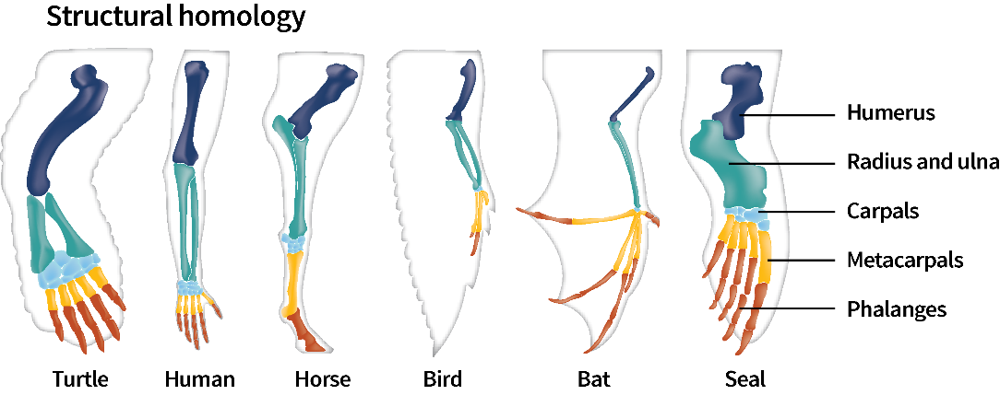 Structural homology
Humerus
Radius and ulna
Carpals
Metacarpals
Phalanges
Turtle
Human
Horse
Bird
Bat
Seal